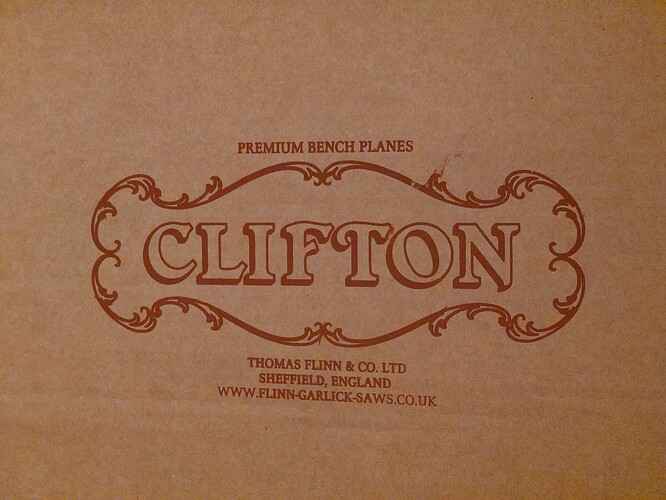 PREMIUM BENCH PLANES
CLIFTON
THOMAS FLINN & CO. LTD
SHEFFIELD, ENGLAND
WWW.FLINN-GARLICK-SAWS.CO.UK